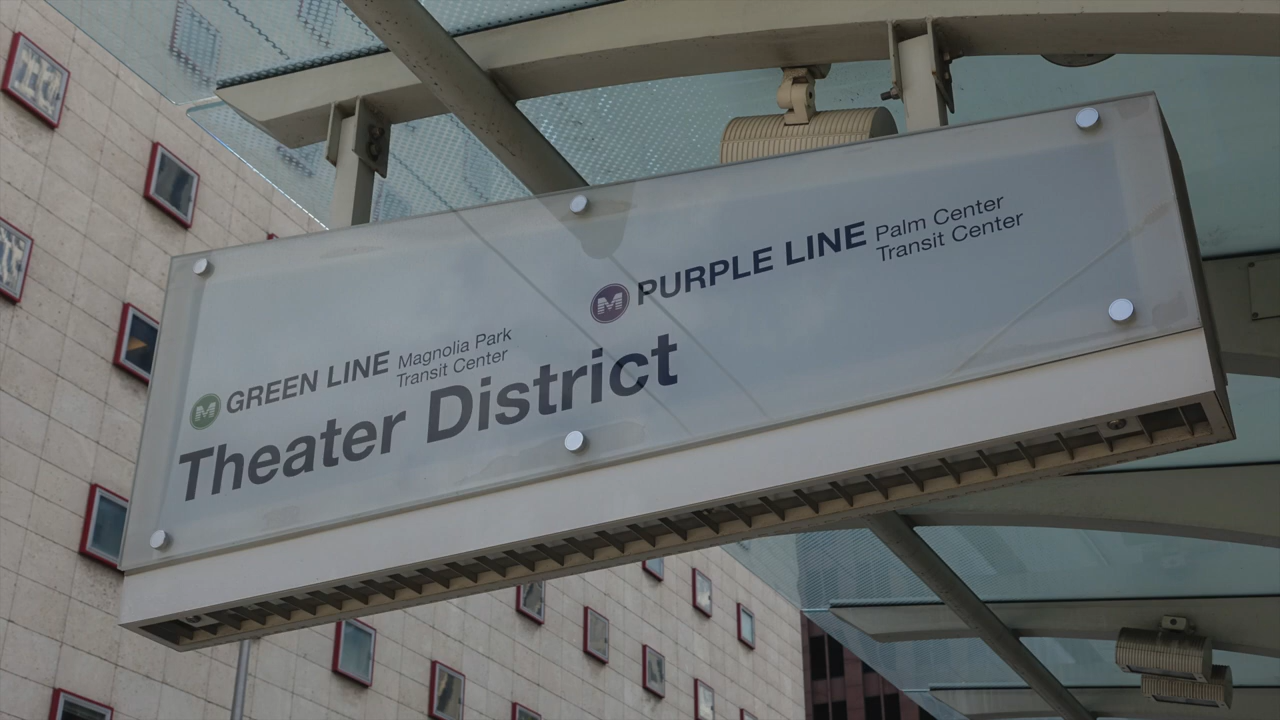 M PURPLE LINE Palm Center
Transit Center
M GREEN LINE Magnolia Park
Transit Center
Theater District